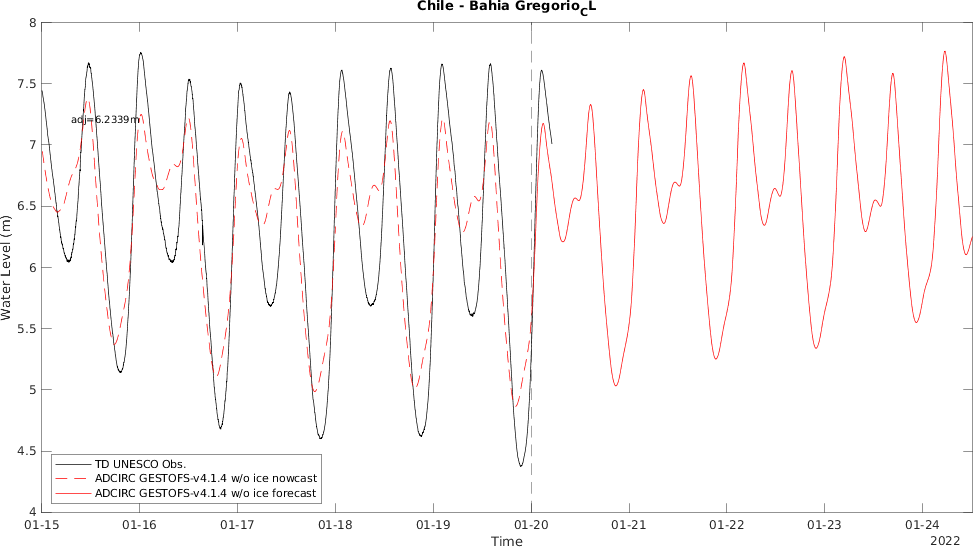 Chile - Bahia Gregorio_CL
8
7.5
adj=6.2339m
7
6.5
6
5.5
5
4.5
4
Water Level (m)
TD UNESCO Obs.
ADCIRC GESTOFS-v4.1.4 w/o ice nowcast
ADCIRC GESTOFS-v4.1.4 w/o ice forecast
01-15 01-16 01-17 01-18 01-19 01-20 01-21 01-22 01-23 01-24
Time
2022